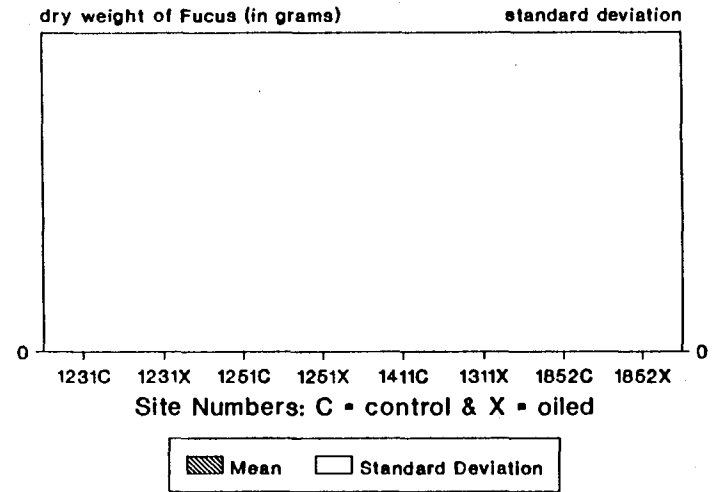 dry weight of Fucus (in grams) standard deviation
0 0
1231C 1231X 1251C 1251X 1411C 1311X 1852C 1852X
Site Numbers: C = control & X = oiled
Mean Standard Deviation